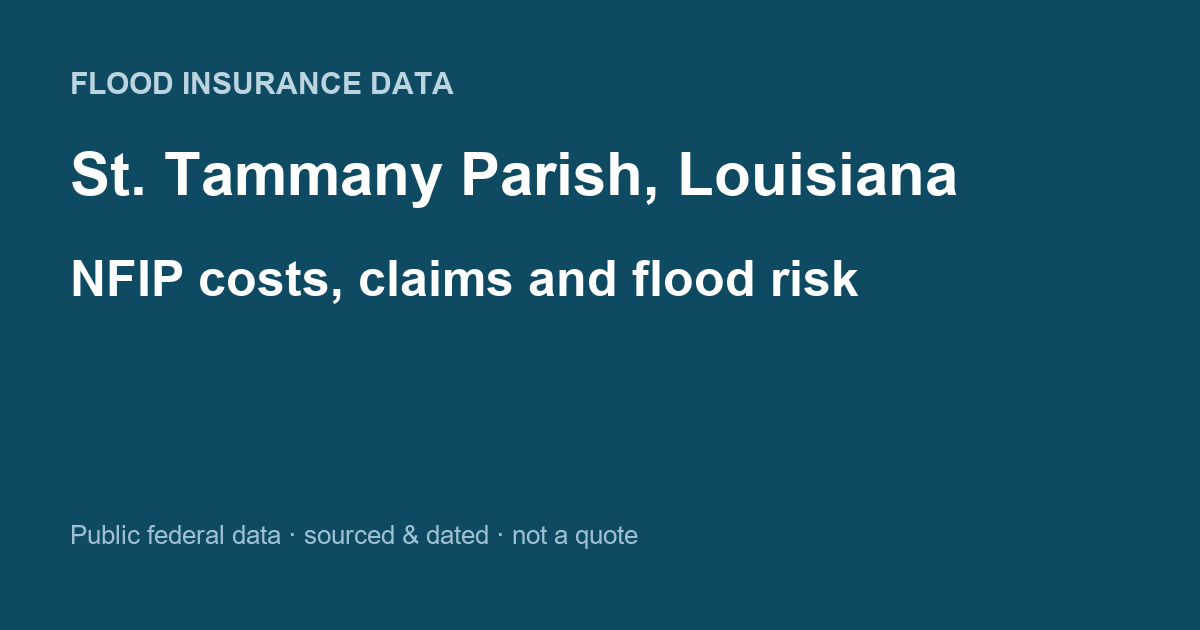 FLOOD INSURANCE DATA
St. Tammany Parish, Louisiana
NFIP costs, claims and flood risk
Public federal data · sourced & dated · not a quote